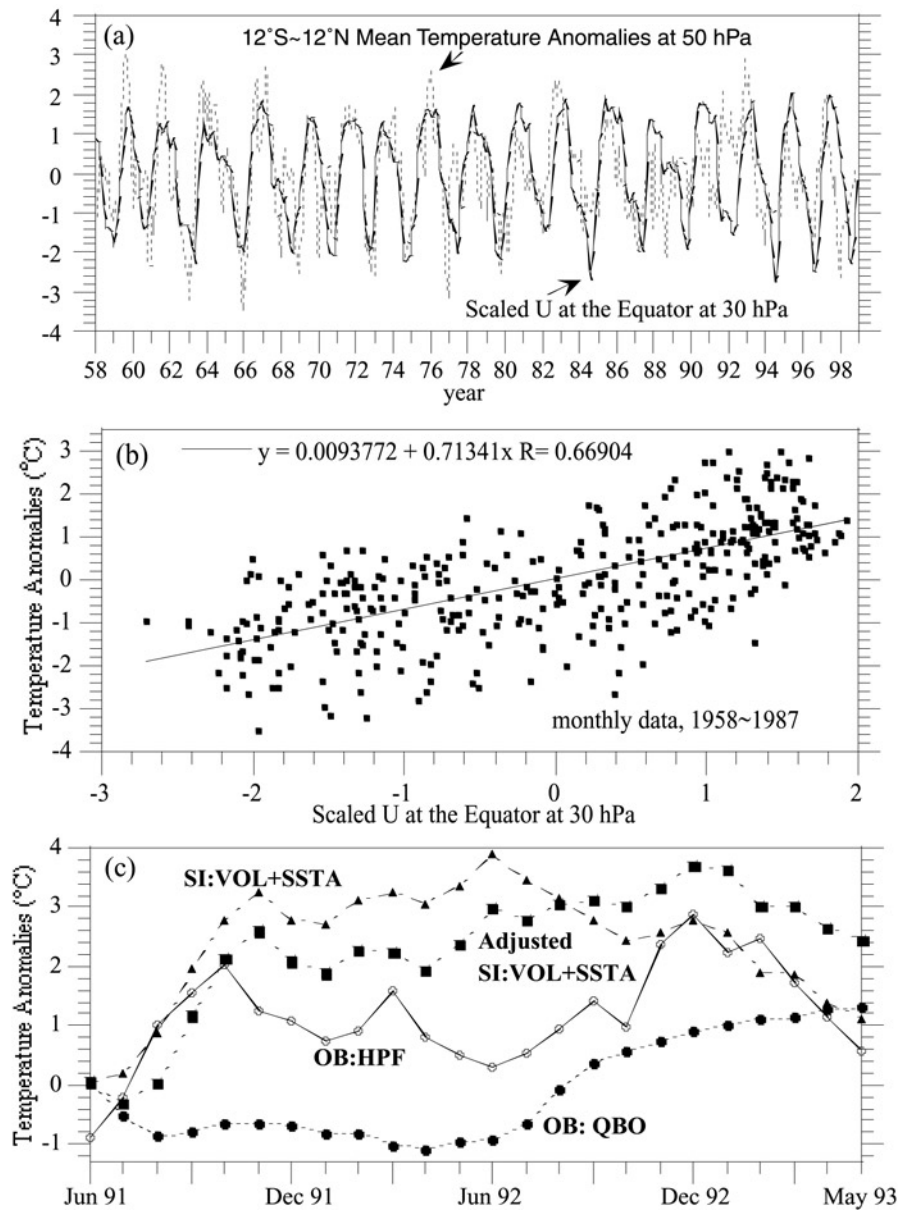 4
(a)
12˚S~12˚N Mean Temperature Anomalies at 50 hPa
3
2
1
0
-1
-2
-3
Scaled U at the Equator at 30 hPa
-4
58 60 62 64 66 68 70 72 74 76 78 80 82 84 86 88 90 92 94 96 98
year
(b)
y = 0.0093772 + 0.71341x R= 0.66904
3
2
1
0
-1
-2
-3
-4
Temperature Anomalies (°C)
monthly data, 1958~1987
-3 -2 -1 0 1 2
Scaled U at the Equator at 30 hPa
4
(c)
SI:VOL+SSTA
3
Adjusted
SI:VOL+SSTA
2
1
OB:HPF
0
OB: QBO
-1
Temperature Anomalies (°C)
Jun 91 Dec 91 Jun 92 Dec 92 May 93